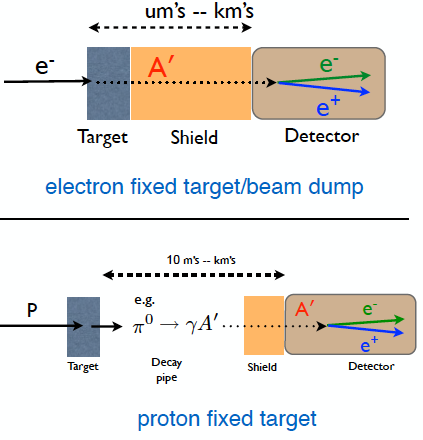 um's -- km's
e-
A′
e-
e+
Target
Shield
Detector
electron fixed target/beam dump
10 m's -- km's
P
e.g.
π⁰ → γA′
A′
e-
e+
Target
Decay
pipe
Shield
Detector
proton fixed target